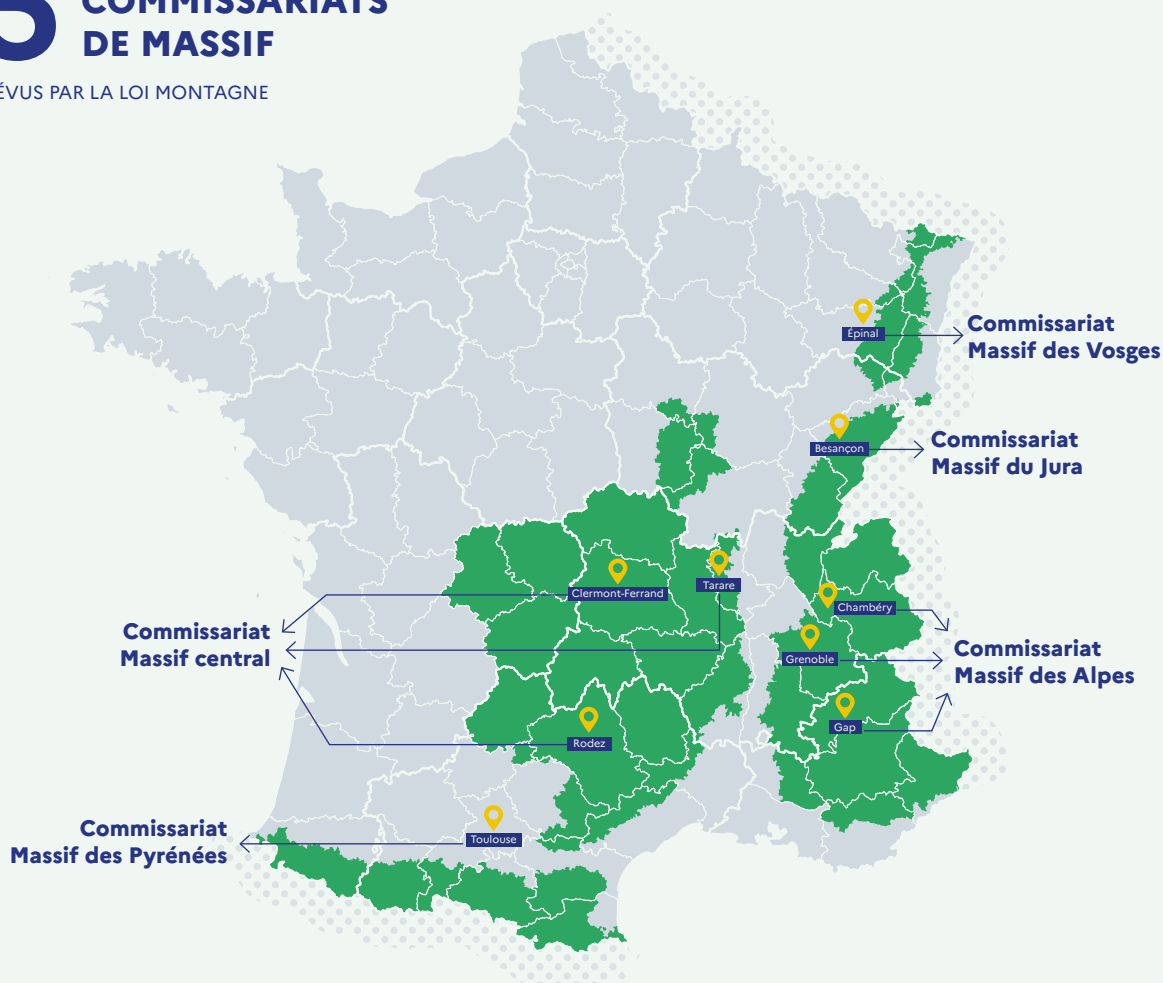 5 COMMISSARIATS
DE MASSIF
ÉVUS PAR LA LOI MONTAGNE
Épinal
Commissariat
Massif des Vosges
Besançon
Commissariat
Massif du Jura
Clermont-Ferrand
Tarare
Chambéry
Commissariat
Massif central
Grenoble
Commissariat
Massif des Alpes
Gap
Rodez
Toulouse
Commissariat
Massif des Pyrénées